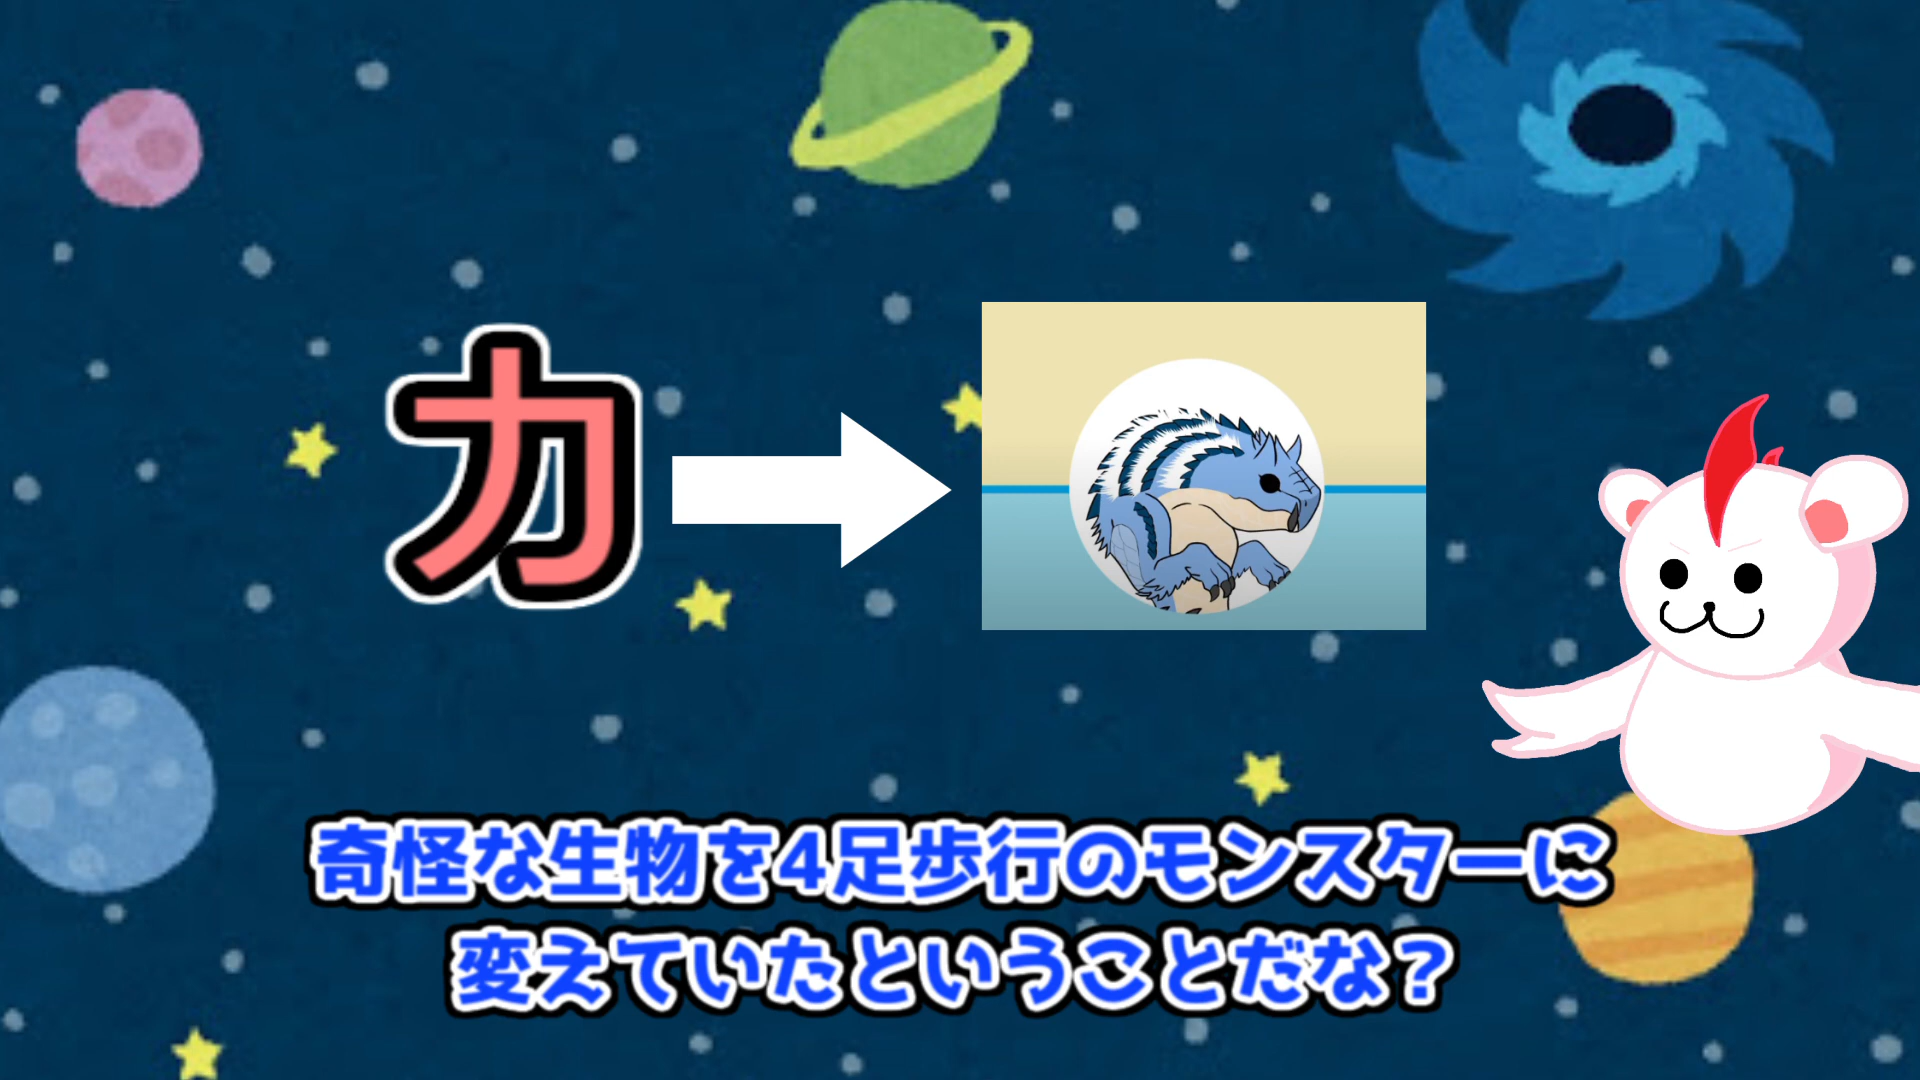 力
奇怪な生物を4足歩行のモンスターに
変えていたということだな？